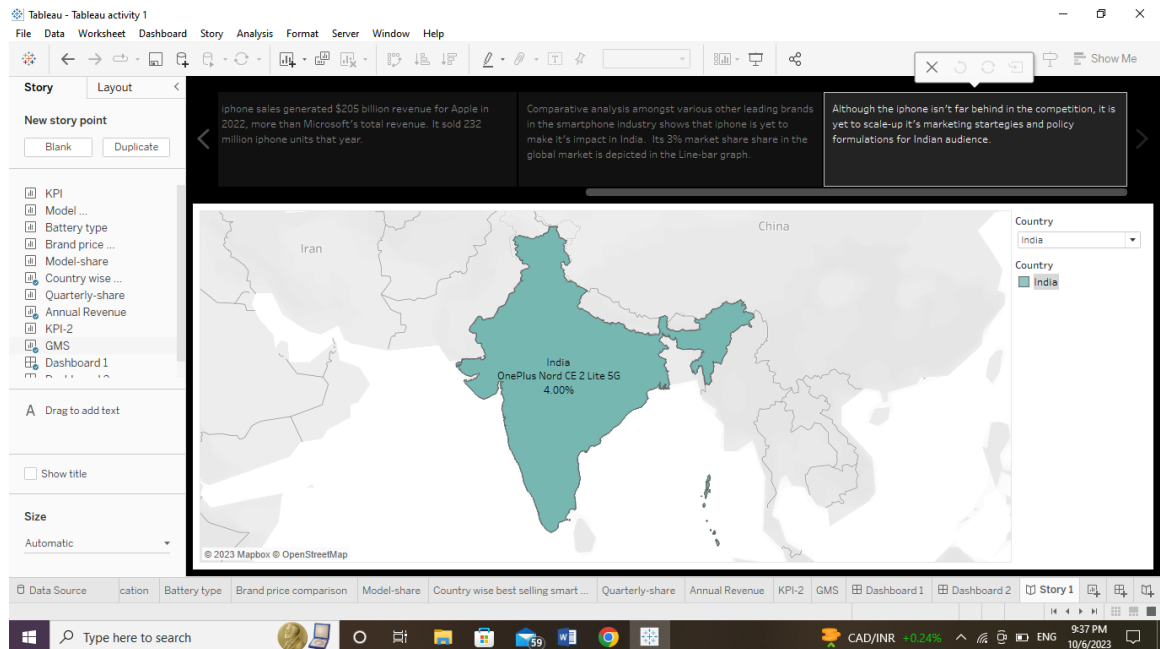 Tableau - Tableau activity 1
File Data Worksheet Dashboard Story Analysis Format Server Window Help
Show Me
Story Layout
New story point
Blank Duplicate
KPI
Model ...
Battery type
Brand price ...
Model-share
Country wise ...
Quarterly-share
Annual Revenue
KPI-2
GMS
Dashboard 1
A Drag to add text
Show title
Size
Automatic
iphone sales generated $205 billion revenue for Apple in
2022, more than Microsoft's total revenue. It sold 232
million iphone units that year.
Comparative analysis amongst various other leading brands
in the smartphone industry shows that iphone is yet to
make it's impact in India. Its 3% market share share in the
global market is depicted in the Line-bar graph.
Although the iphone isn't far behind in the competition, it is
yet to scale-up it's marketing startegies and policy
formulations for Indian audience.
Iran
China
India
OnePlus Nord CE 2 Lite 5G
4.00%
© 2023 Mapbox © OpenStreetMap
Country
India
Country
India
Data Source cation Battery type Brand price comparison Model-share Country wise best selling smart ... Quarterly-share Annual Revenue KPI-2 GMS Dashboard 1 Dashboard 2 Story 1
Type here to search
59
CAD/INR +0.24%
ENG
9:37 PM
10/6/2023